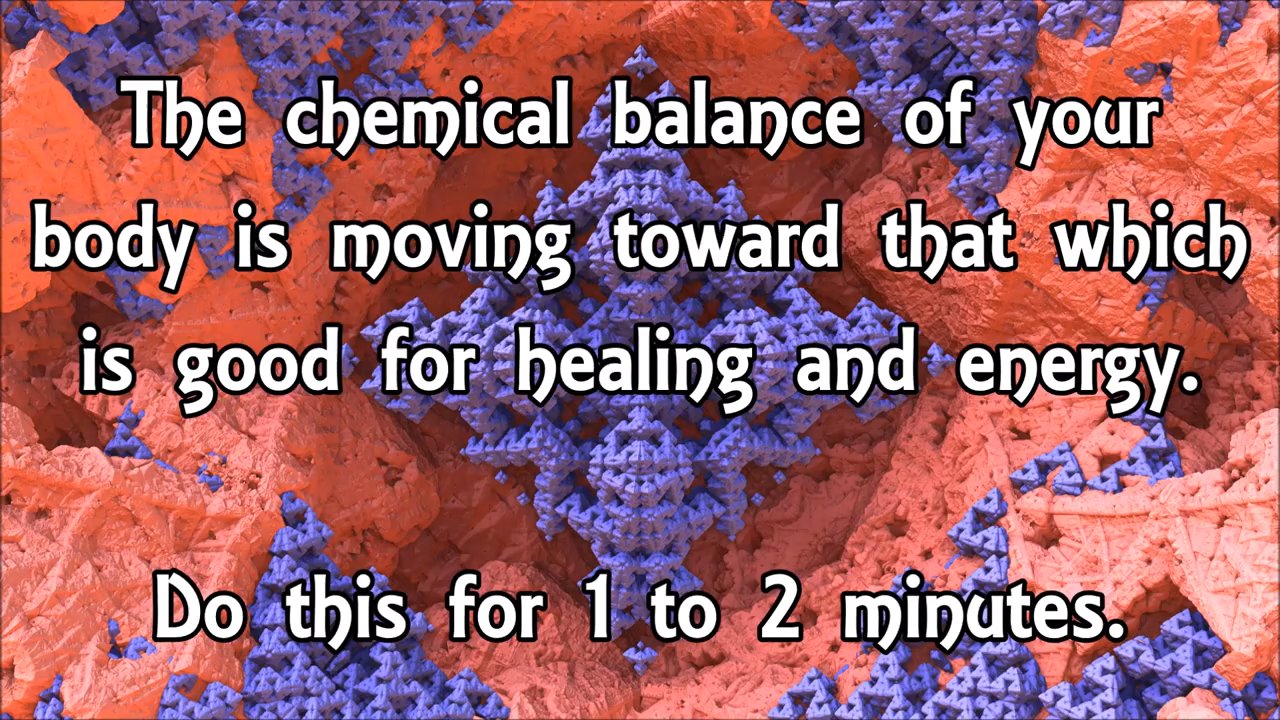 The chemical balance of your
body is moving toward that which
is good for healing and energy.
Do this for 1 to 2 minutes.